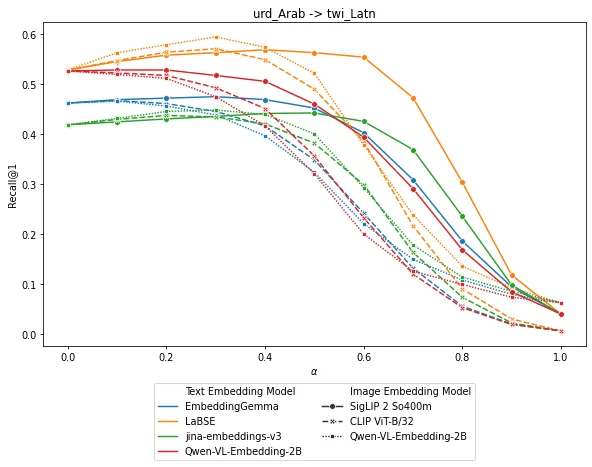 urd_Arab -> twi_Latn
Recall@1
0.6
0.5
0.4
0.3
0.2
0.1
0.0
0.0 0.2 0.4 0.6 0.8 1.0
α
Text Embedding Model Image Embedding Model
EmbeddingGemma SigLIP 2 So400m
LaBSE CLIP ViT-B/32
jina-embeddings-v3 Qwen-VL-Embedding-2B
Qwen-VL-Embedding-2B